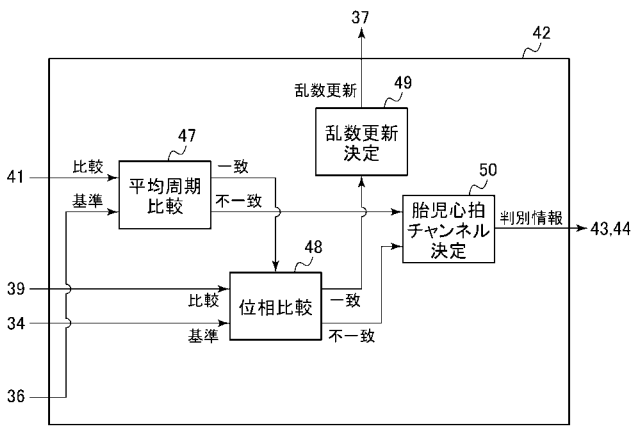 37
42
乱数更新
49
乱数更新
決定
47
41
比較
一致
平均周期
比較
基準
不一致
50
胎児心拍
チャンネル
決定
判別情報
43,44
48
39
比較
位相比較
一致
34
基準
不一致
36